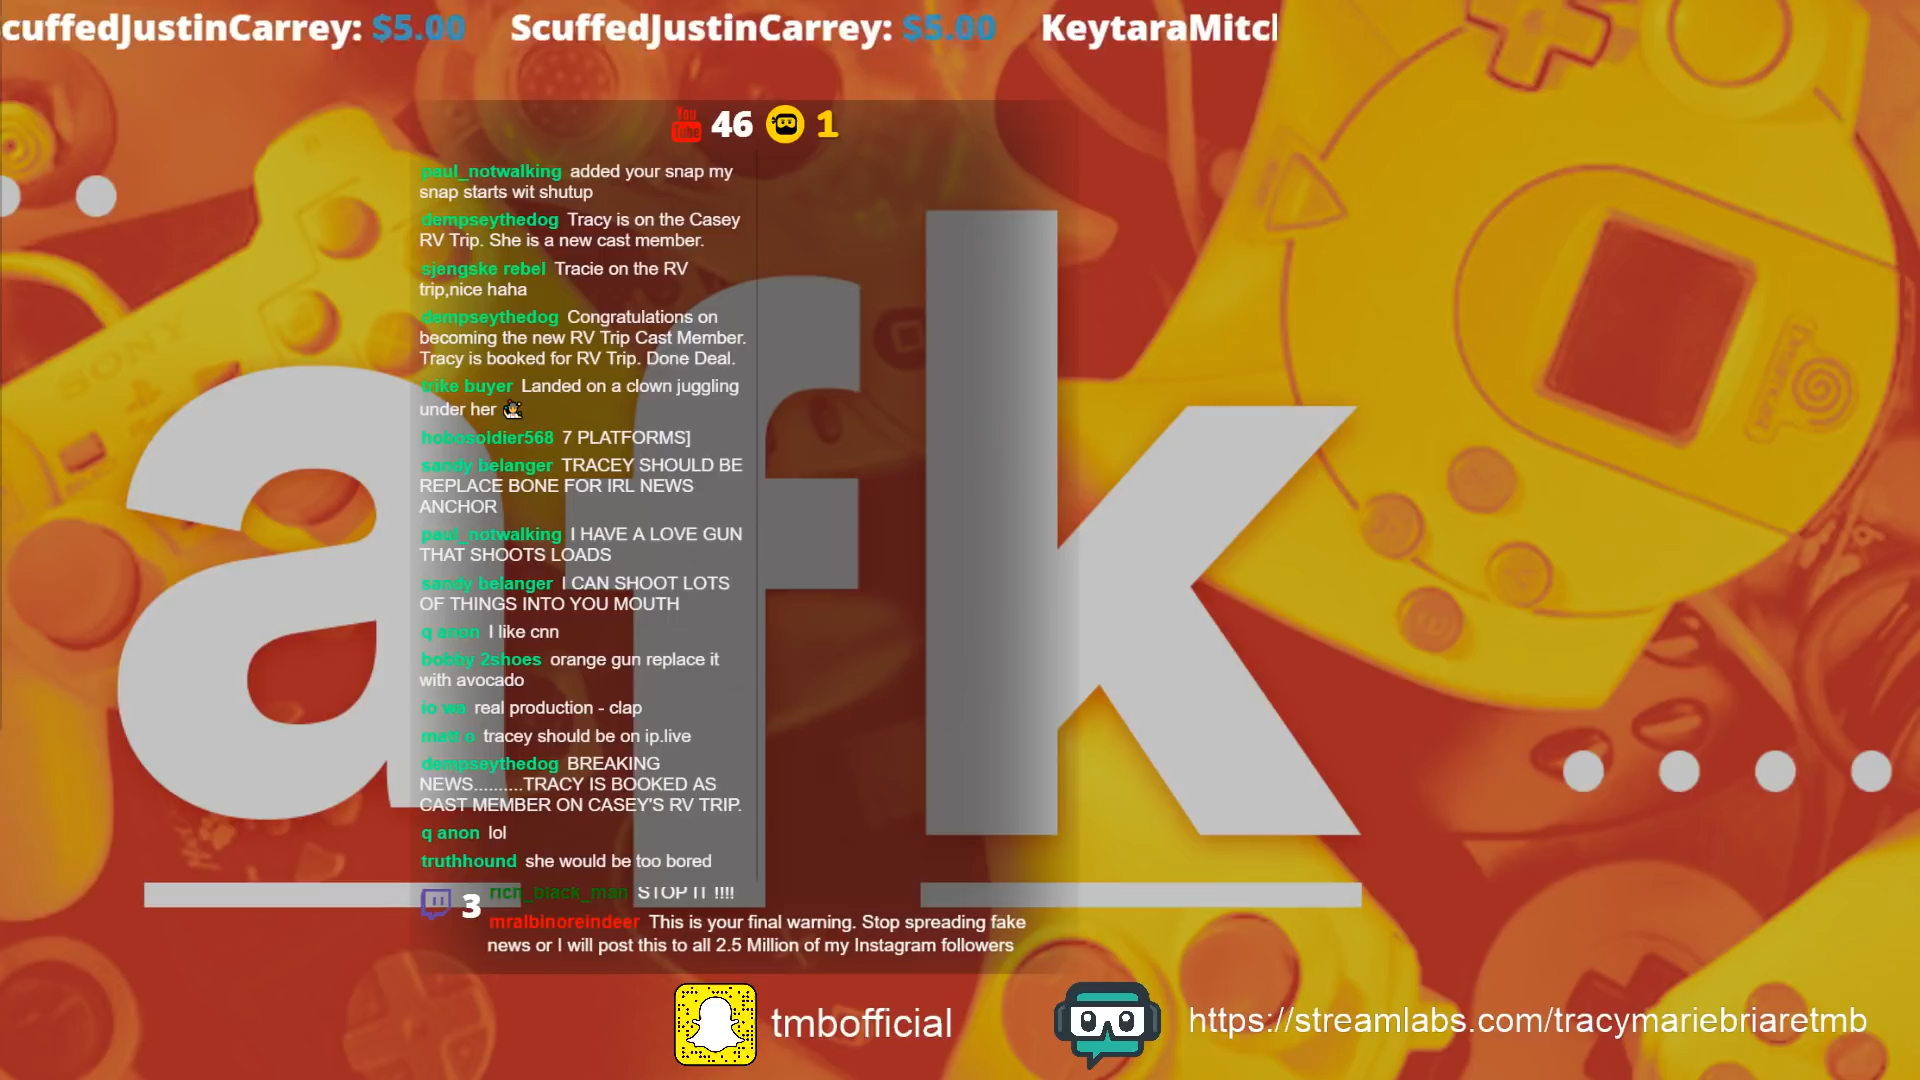 cuffedJustinCarrey: $5.00 ScuffedJustinCarrey: $5.00 KeytaraMitcl
You Tube 46 1
paul_notwalking added your snap my
snap starts wit shutup
dempseythedog Tracy is on the Casey
RV Trip. She is a new cast member.
sjengske rebel Tracie on the RV
trip,nice haha
dempseythedog Congratulations on
becoming the new RV Trip Cast Member.
Tracy is booked for RV Trip. Done Deal.
trike buyer Landed on a clown juggling
under her
hobosoldier568 7 PLATFORMS]
sandy belanger TRACEY SHOULD BE
REPLACE BONE FOR IRL NEWS
ANCHOR
paul_notwalking I HAVE A LOVE GUN
THAT SHOOTS LOADS
sandy belanger I CAN SHOOT LOTS
OF THINGS INTO YOU MOUTH
q anon I like cnn
bobby 2shoes orange gun replace it
with avocado
io wa real production - clap
matt o tracey should be on ip.live
dempseythedog BREAKING
NEWS..........TRACY IS BOOKED AS
CAST MEMBER ON CASEY'S RV TRIP.
q anon lol
truthhound she would be too bored
3 rich_black_man STOP IT !!!!
mralbinoreindeer This is your final warning. Stop spreading fake
news or I will post this to all 2.5 Million of my Instagram followers
afk
SONY
Dreamcast
tmbofficial
https://streamlabs.com/tracymariebriaretmb